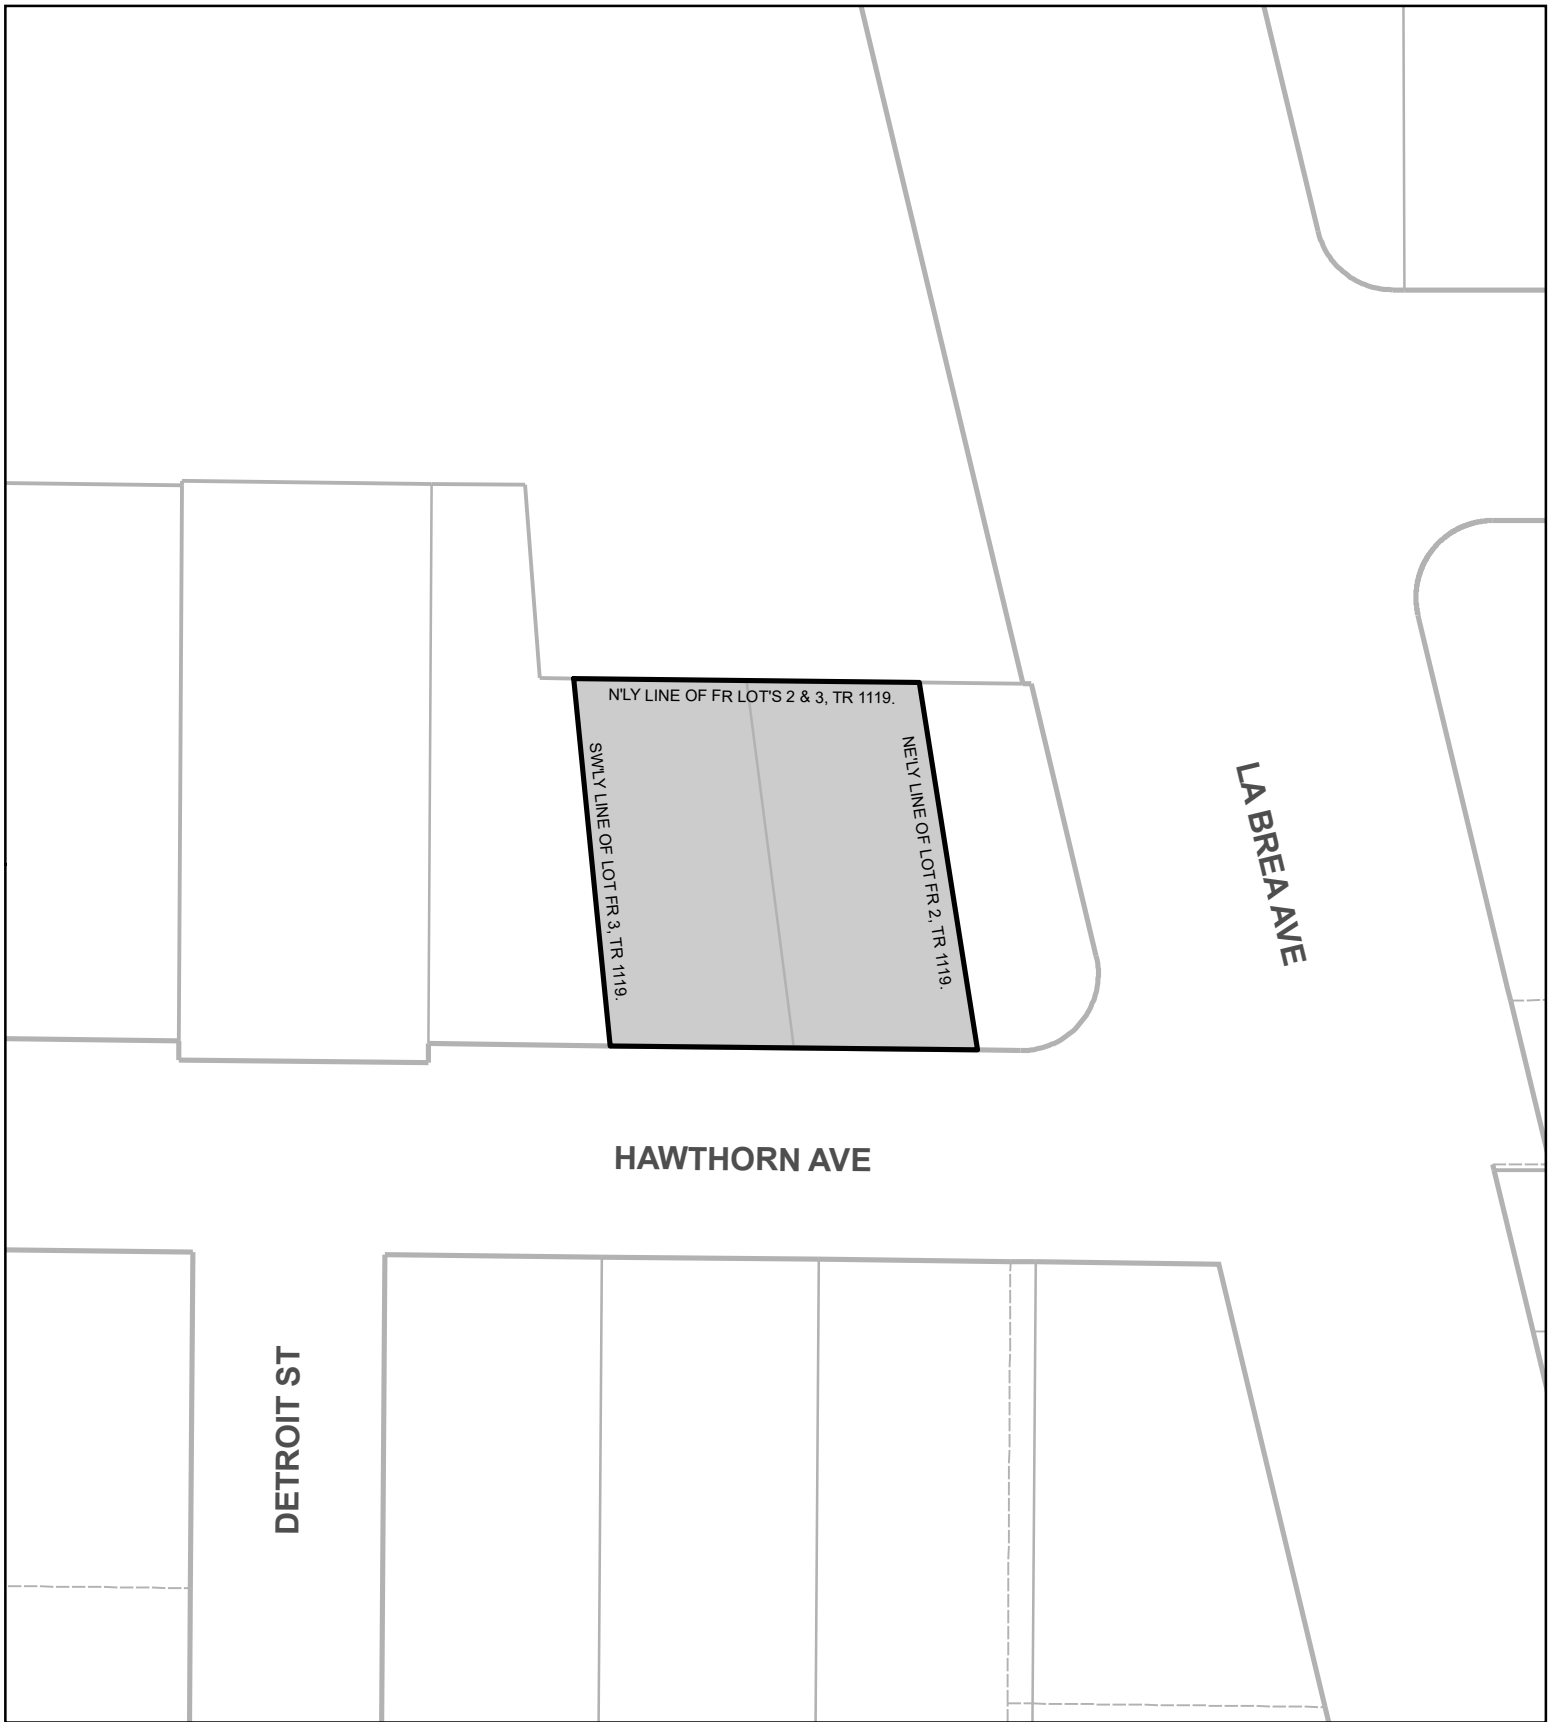 N'LY LINE OF FR LOT'S 2 & 3, TR 1119.
SW'LY LINE OF LOT FR 3, TR 1119.
NE'LY LINE OF LOT FR 2, TR 1119.
LA BREA AVE
HAWTHORN AVE
DETROIT ST